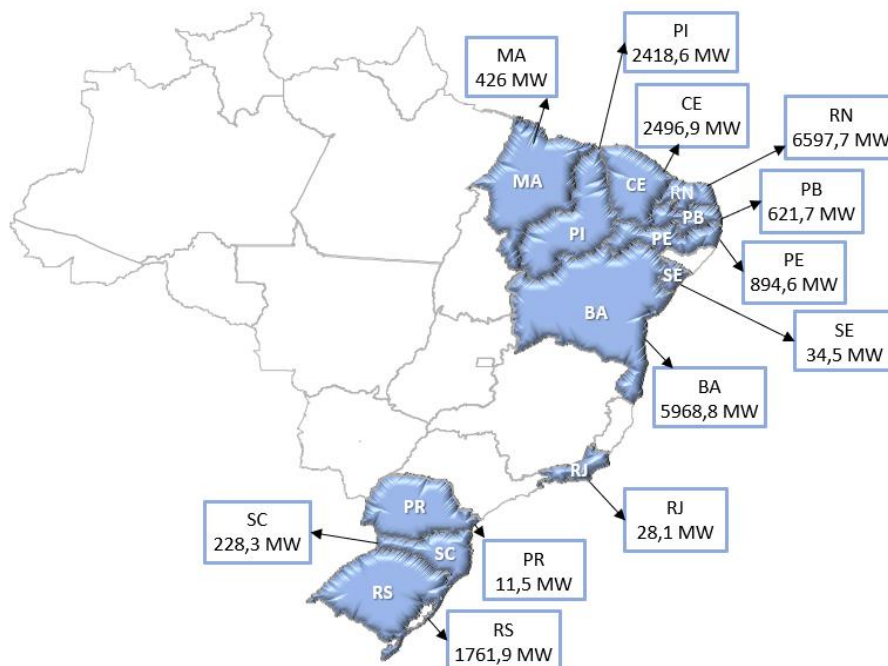 PI
2418,6 MW
MA
426 MW
CE
2496,9 MW
RN
6597,7 MW
PB
621,7 MW
PE
894,6 MW
SE
34,5 MW
BA
5968,8 MW
RJ
28,1 MW
SC
228,3 MW
PR
11,5 MW
RS
1761,9 MW
MA
CE
RN
PB
PI
PE
SE
BA
RJ
PR
SC
RS